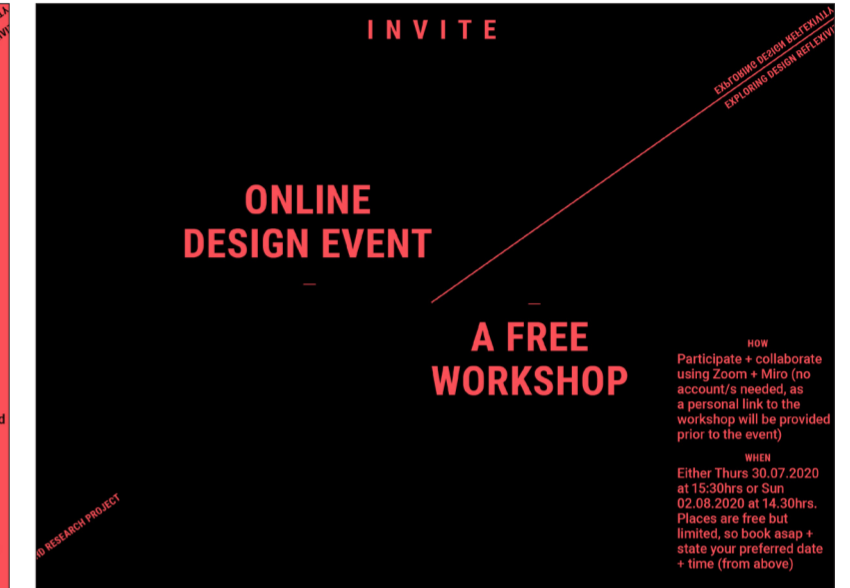 INVITE
EXPLORING DESIGN
EXPLORING DESIGN
ONLINE
DESIGN EVENT
A FREE
WORKSHOP
HOW
Participate + collaborate
using Zoom + Miro (no
account/s needed, as
a personal link to the
workshop will be provided
prior to the event)
WHEN
Either Thurs 30.07.2020
at 15:30hrs or Sun
02.08.2020 at 14.30hrs.
Places are free but
limited, so book asap +
state your preferred date
+ time (from above)
RESEARCH PROJECT